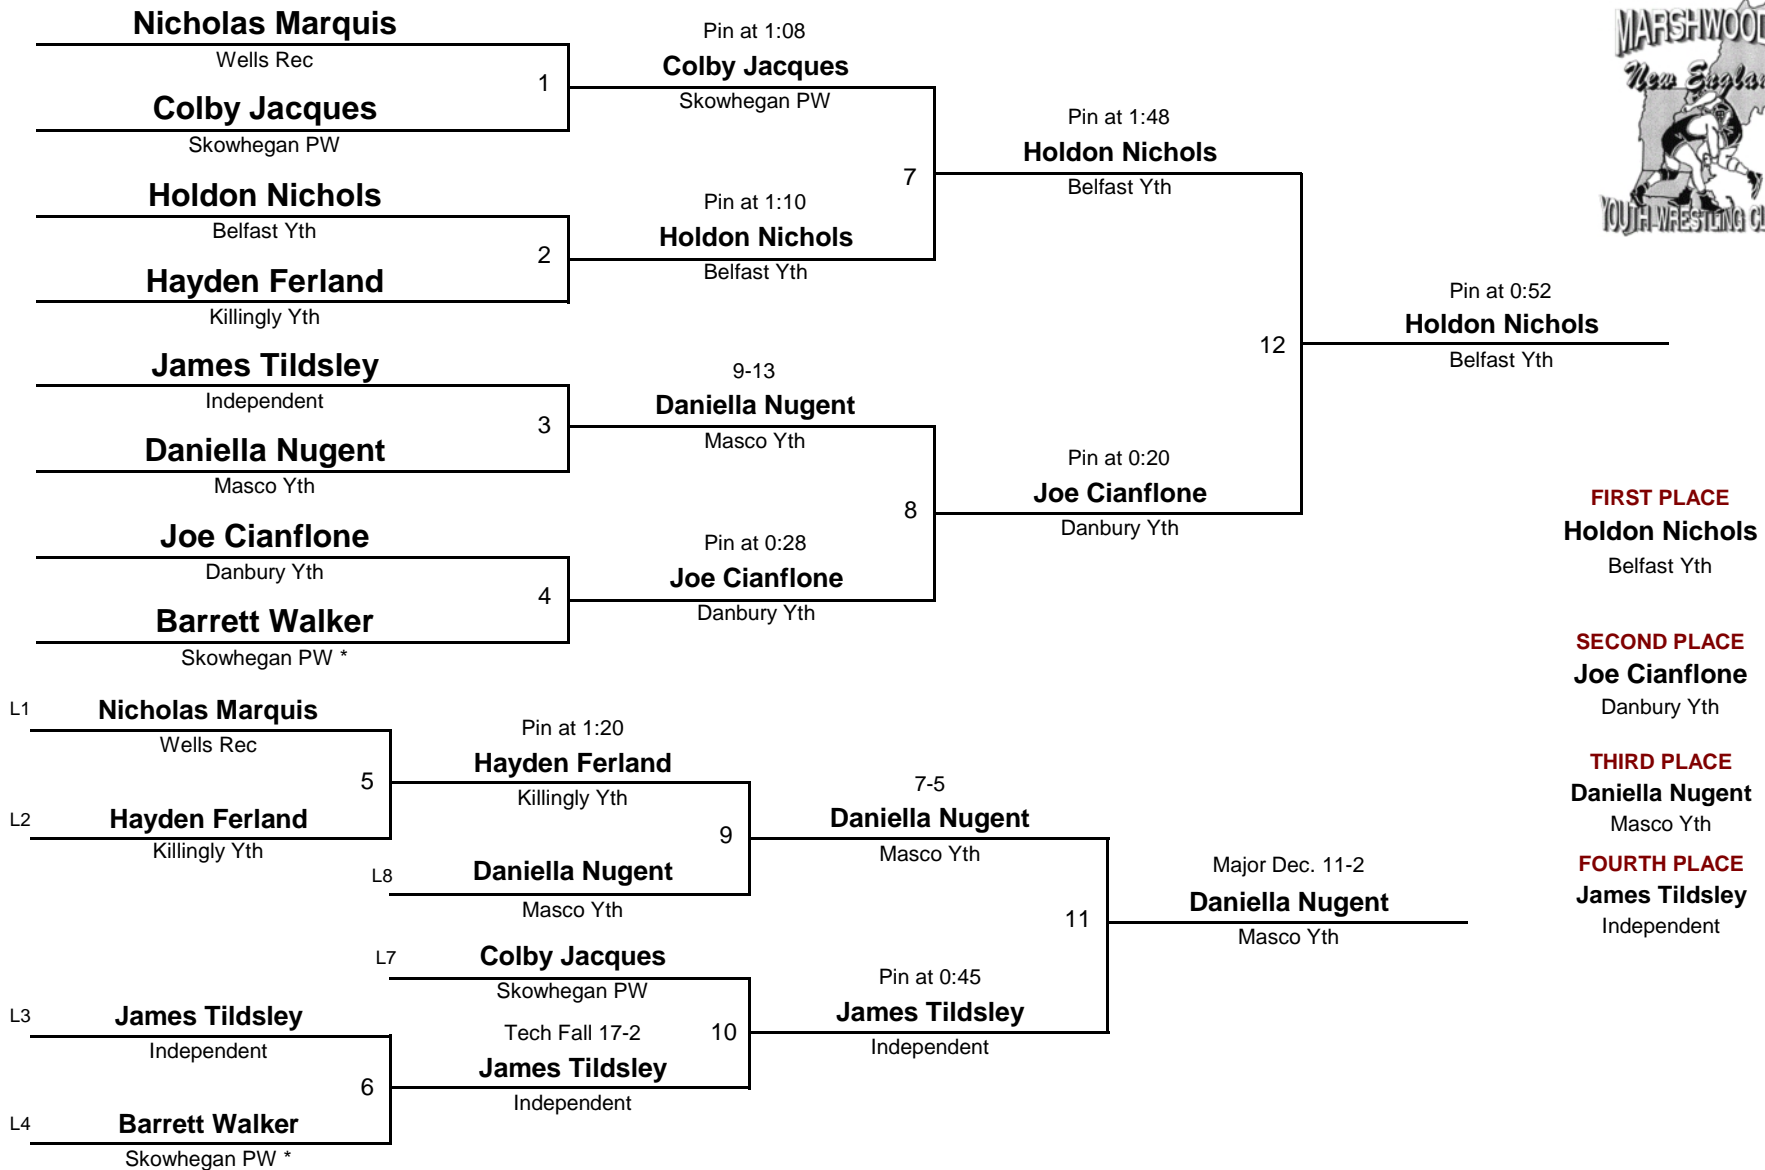 Nicholas Marquis
Wells Rec
1
Colby Jacques
Skowhegan PW
Pin at 1:08
Colby Jacques
Skowhegan PW
Holdon Nichols
Belfast Yth
2
Hayden Ferland
Killingly Yth
Pin at 1:10
Holdon Nichols
Belfast Yth
7
Pin at 1:48
Holdon Nichols
Belfast Yth
James Tildsley
Independent
3
Daniella Nugent
Masco Yth
9-13
Daniella Nugent
Masco Yth
Joe Cianflone
Danbury Yth
4
Barrett Walker
Skowhegan PW *
Pin at 0:28
Joe Cianflone
Danbury Yth
8
Pin at 0:20
Joe Cianflone
Danbury Yth
12
Pin at 0:52
Holdon Nichols
Belfast Yth
MARSHWOOD
New Englan
YOUTH-WRESTLING CL
FIRST PLACE
Holdon Nichols
Belfast Yth
SECOND PLACE
Joe Cianflone
Danbury Yth
THIRD PLACE
Daniella Nugent
Masco Yth
FOURTH PLACE
James Tildsley
Independent
L1 Nicholas Marquis
Wells Rec
5
L2 Hayden Ferland
Killingly Yth
Pin at 1:20
Hayden Ferland
Killingly Yth
9
L8 Daniella Nugent
Masco Yth
7-5
Daniella Nugent
Masco Yth
L7 Colby Jacques
Skowhegan PW
10
L3 James Tildsley
Independent
6
L4 Barrett Walker
Skowhegan PW *
Tech Fall 17-2
James Tildsley
Independent
Pin at 0:45
James Tildsley
Independent
11
Major Dec. 11-2
Daniella Nugent
Masco Yth